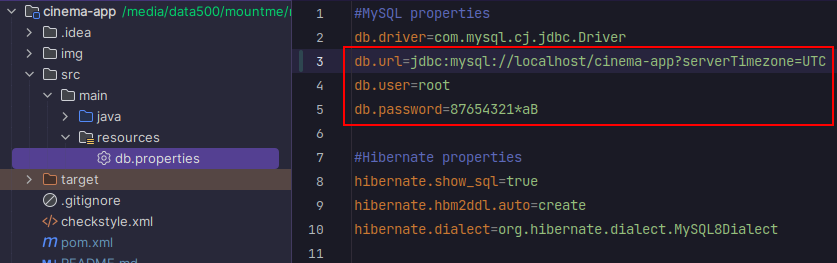 cinema-app /media/data500/mountme/
.idea
img
src
main
java
resources
db.properties
target
.gitignore
checkstyle.xml
pom.xml
README.md
1 #MySQL properties
2 db.driver=com.mysql.cj.jdbc.Driver
3 db.url=jdbc:mysql://localhost/cinema-app?serverTimezone=UTC
4 db.user=root
5 db.password=87654321*aB
6
7 #Hibernate properties
8 hibernate.show_sql=true
9 hibernate.hbm2ddl.auto=create
10 hibernate.dialect=org.hibernate.dialect.MySQL8Dialect
11